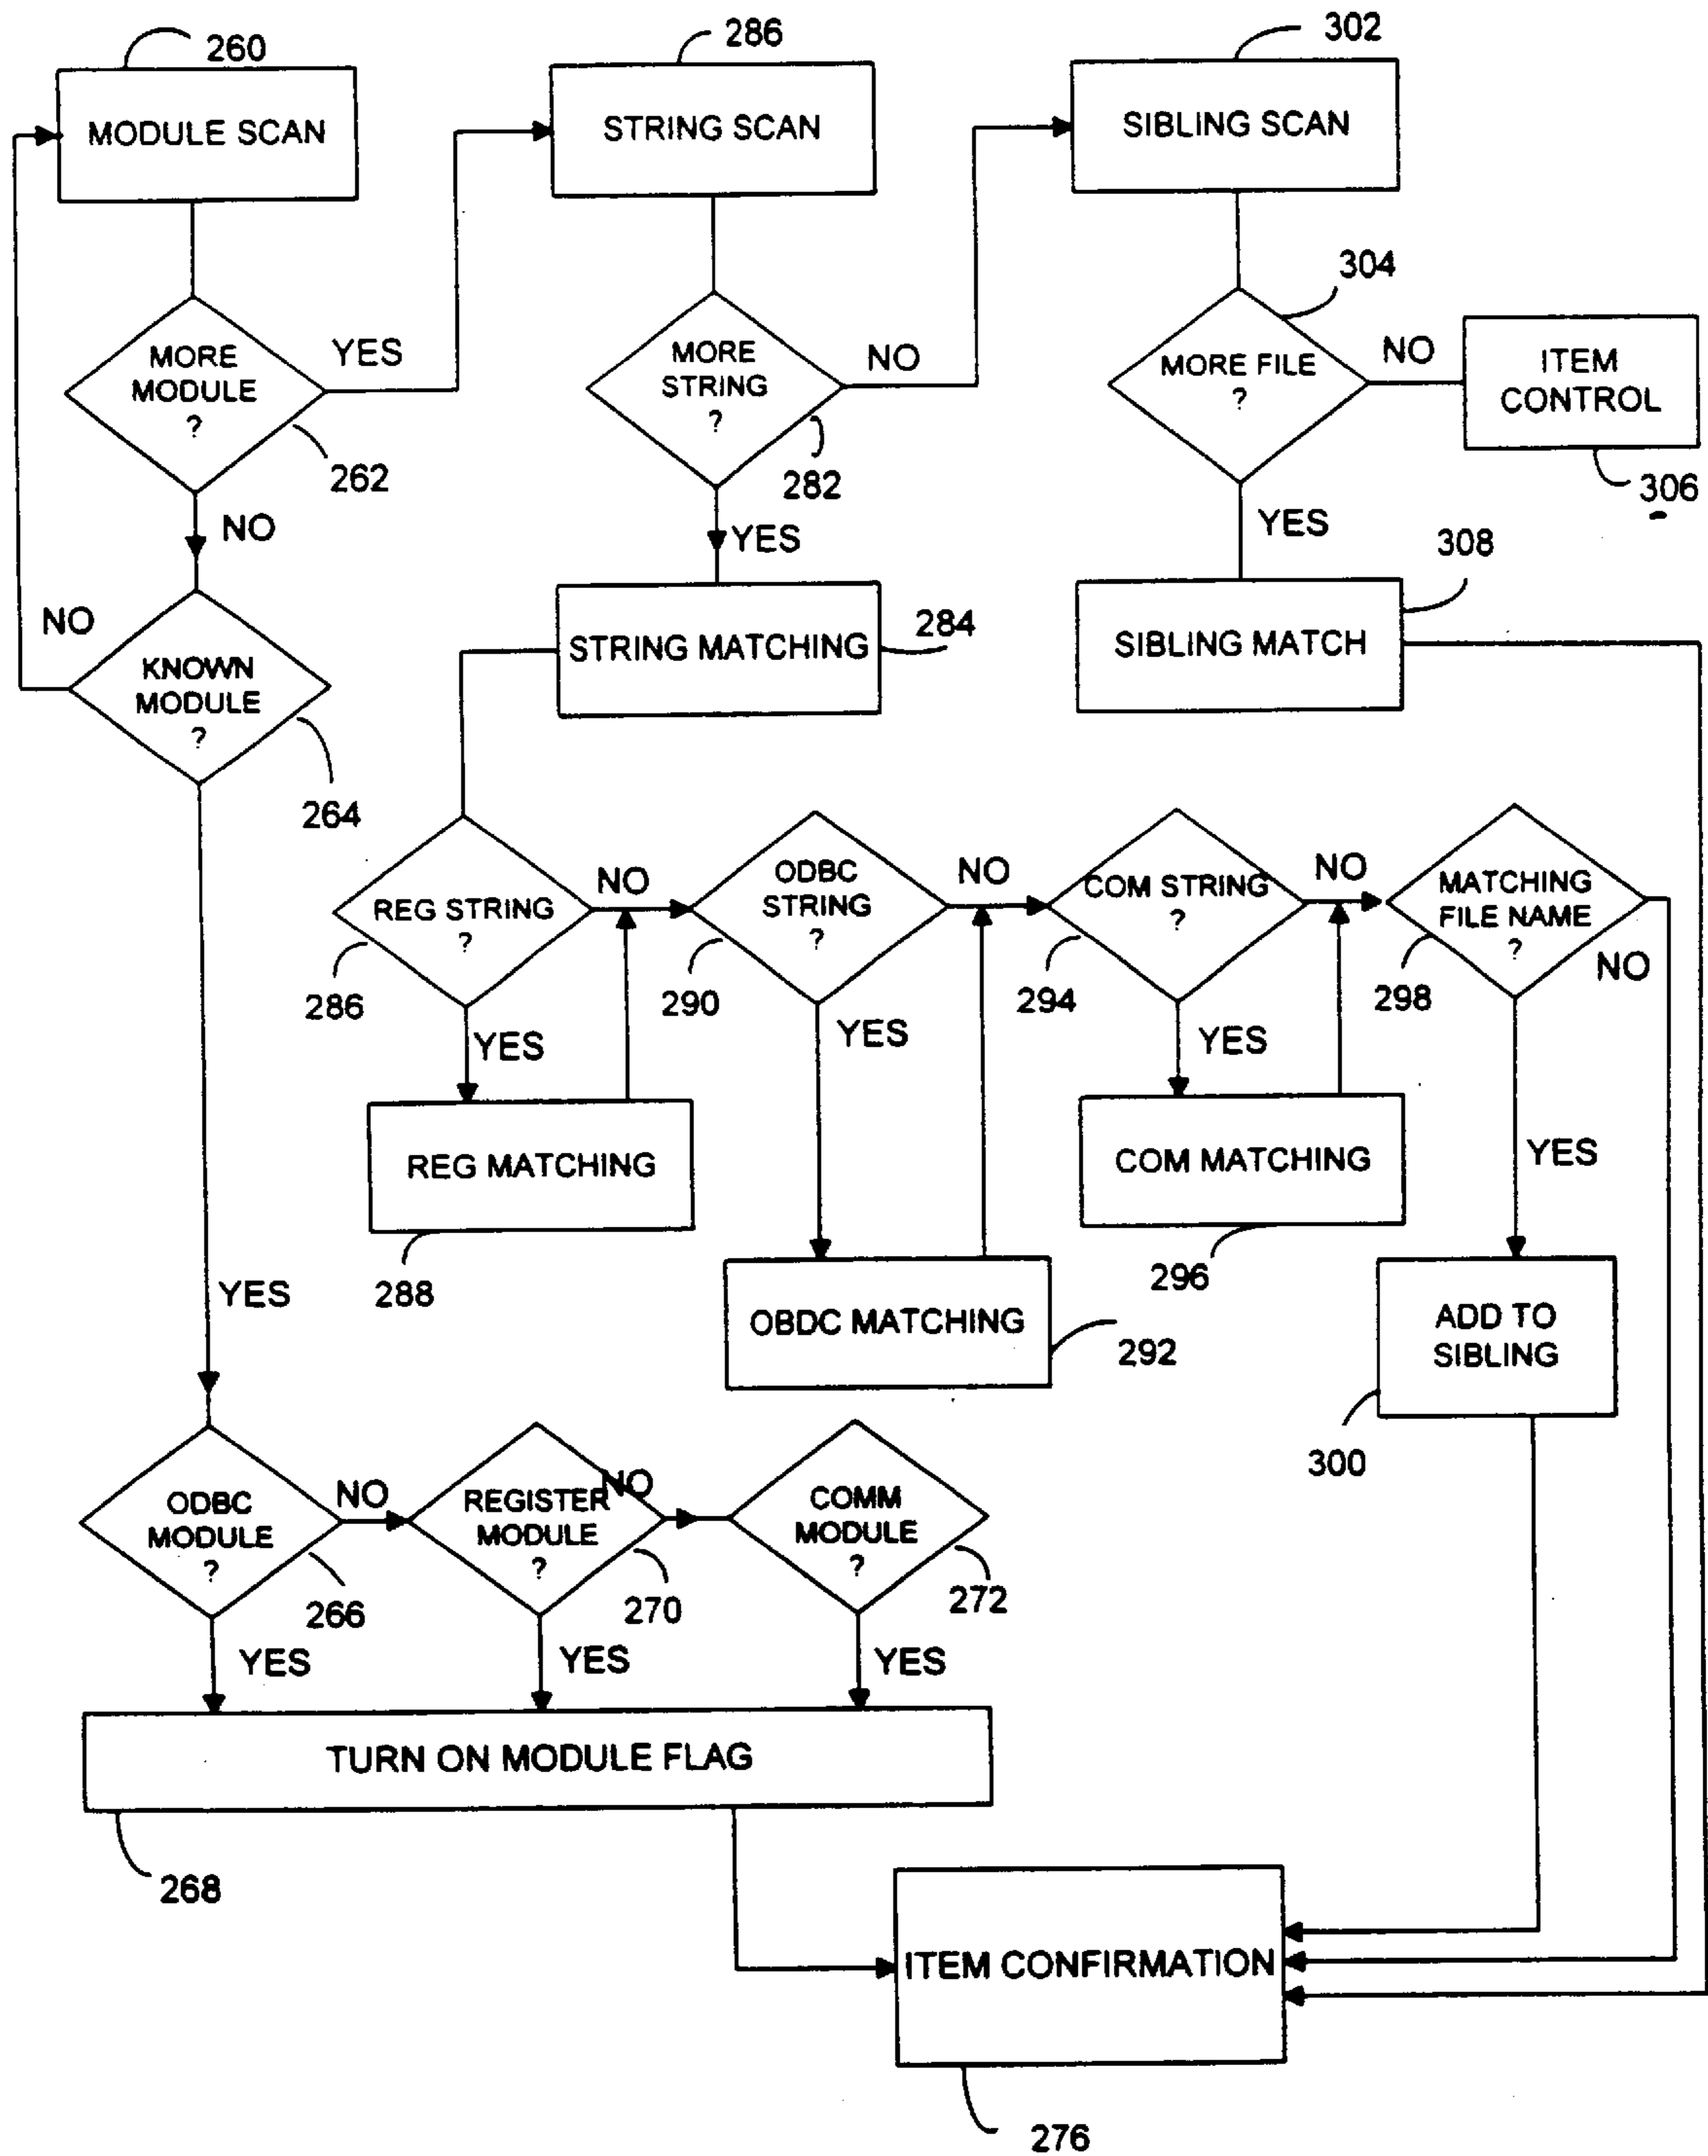 260
MODULE SCAN
286
STRING SCAN
302
SIBLING SCAN
MORE
MODULE
?
YES
262
NO
MORE
STRING
?
NO
282
YES
304
MORE FILE
?
NO
ITEM
CONTROL
306
YES
NO
KNOWN
MODULE
?
264
STRING MATCHING
284
308
SIBLING MATCH
REG STRING
?
NO
286
YES
ODBC
STRING
?
NO
290
YES
COM STRING
?
NO
294
YES
MATCHING
FILE NAME
?
NO
298
YES
REG MATCHING
288
OBDC MATCHING
292
COM MATCHING
296
ADD TO
SIBLING
300
YES
ODBC
MODULE
?
NO
266
YES
REGISTER
MODULE
?
NO
270
YES
COMM
MODULE
?
272
YES
TURN ON MODULE FLAG
268
ITEM CONFIRMATION
276